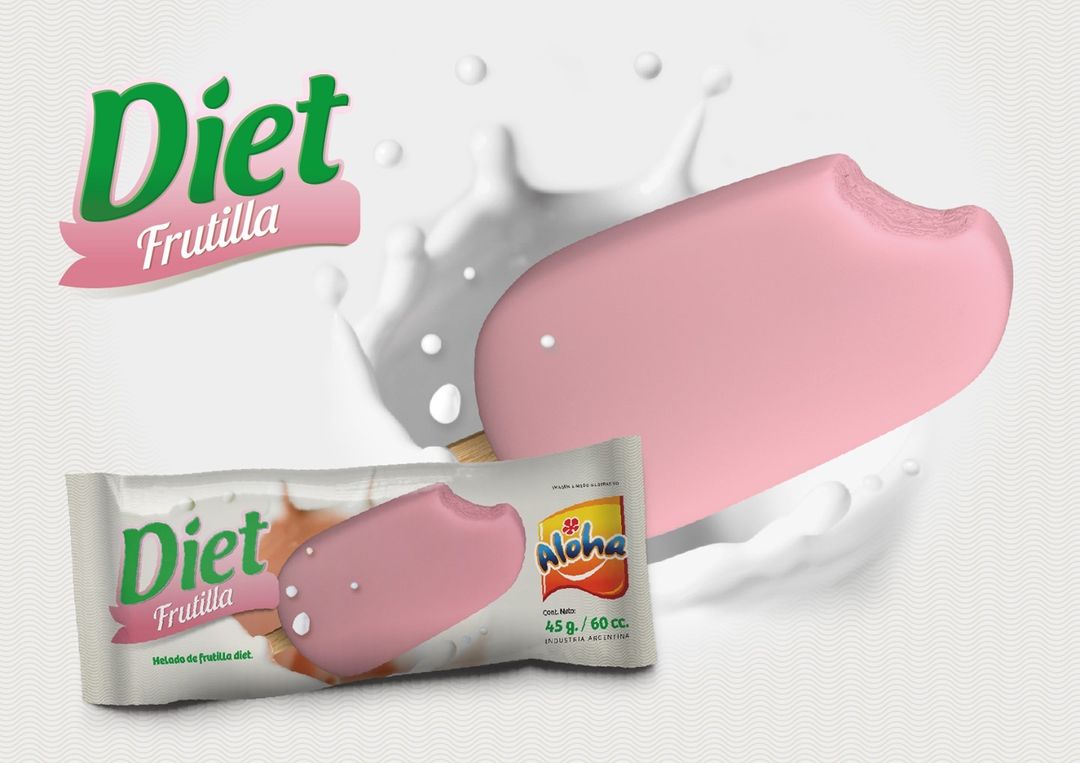 Diet
Frutilla
Diet
Frutilla
Helado de frutilla diet.
Aloha
Cont. Neto:
45 g. / 60 cc.
INDUSTRIA ARGENTINA